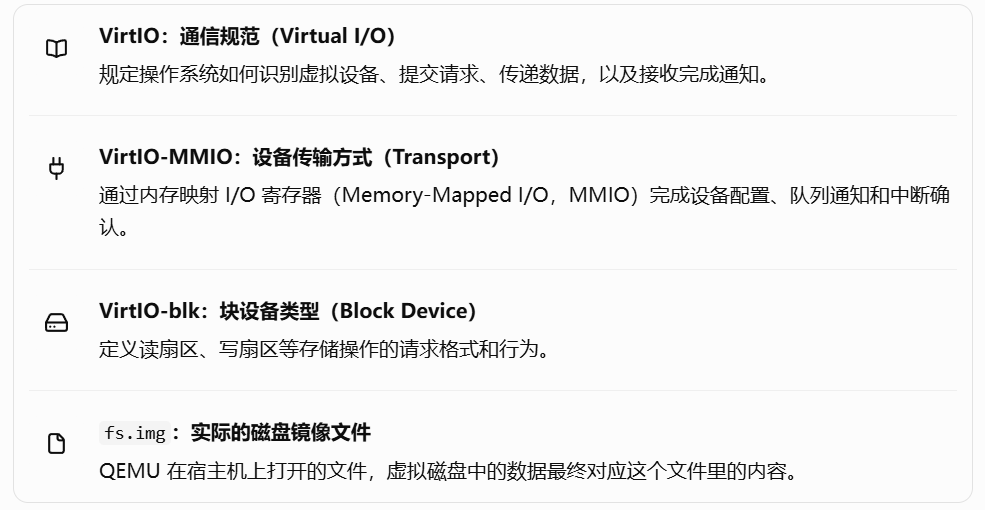 VirtIO：通信规范（Virtual I/O）
规定操作系统如何识别虚拟设备、提交请求、传递数据，以及接收完成通知。
VirtIO-MMIO：设备传输方式（Transport）
通过内存映射 I/O 寄存器（Memory-Mapped I/O，MMIO）完成设备配置、队列通知和中断确
认。
VirtIO-blk：块设备类型（Block Device）
定义读扇区、写扇区等存储操作的请求格式和行为。
fs.img：实际的磁盘镜像文件
QEMU 在宿主机上打开的文件，虚拟磁盘中的数据最终对应这个文件里的内容。